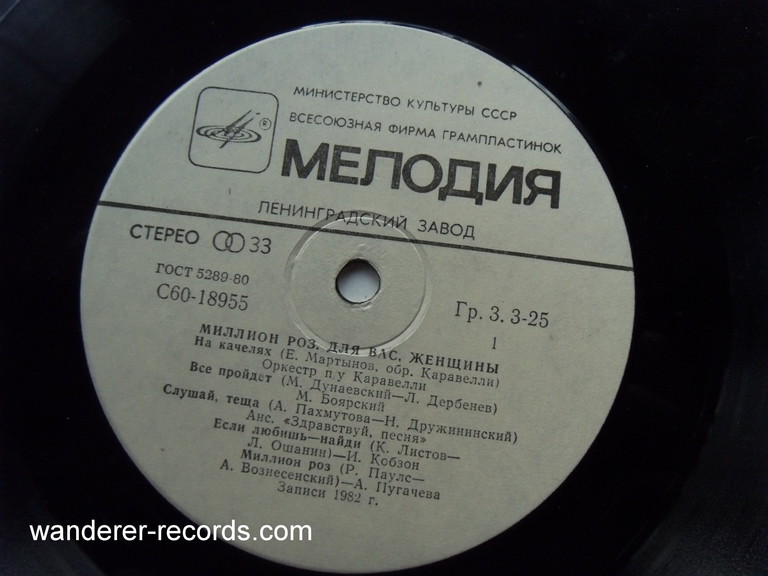 МИНИСТЕРСТВО КУЛЬТУРЫ СССР
ВСЕСОЮЗНАЯ ФИРМА ГРАМПЛАСТИНОК
®
МЕЛОДИЯ
ЛЕНИНГРАДСКИЙ ЗАВОД
СТЕРЕО 33
ГОСТ 5289-80
С60-18955
Гр. 3. 3-25
1
МИЛЛИОН РОЗ. ДЛЯ ВАС, ЖЕНЩИНЫ
На качелях (Е. Мартынов, обр. Каравелли)
Оркестр п/у Каравелли
Все пройдет (М. Дунаевский—Л. Дербенев)
М. Боярский
Слушай, теща (А. Пахмутова—Н. Дружининский)
Анс. «Здравствуй, песня»
Если любишь—найди (К. Листов—
Л. Ошанин)—И. Кобзон
Миллион роз (Р. Паулс—
А. Вознесенский)—А. Пугачева
Записи 1982 г.
wanderer-records.com